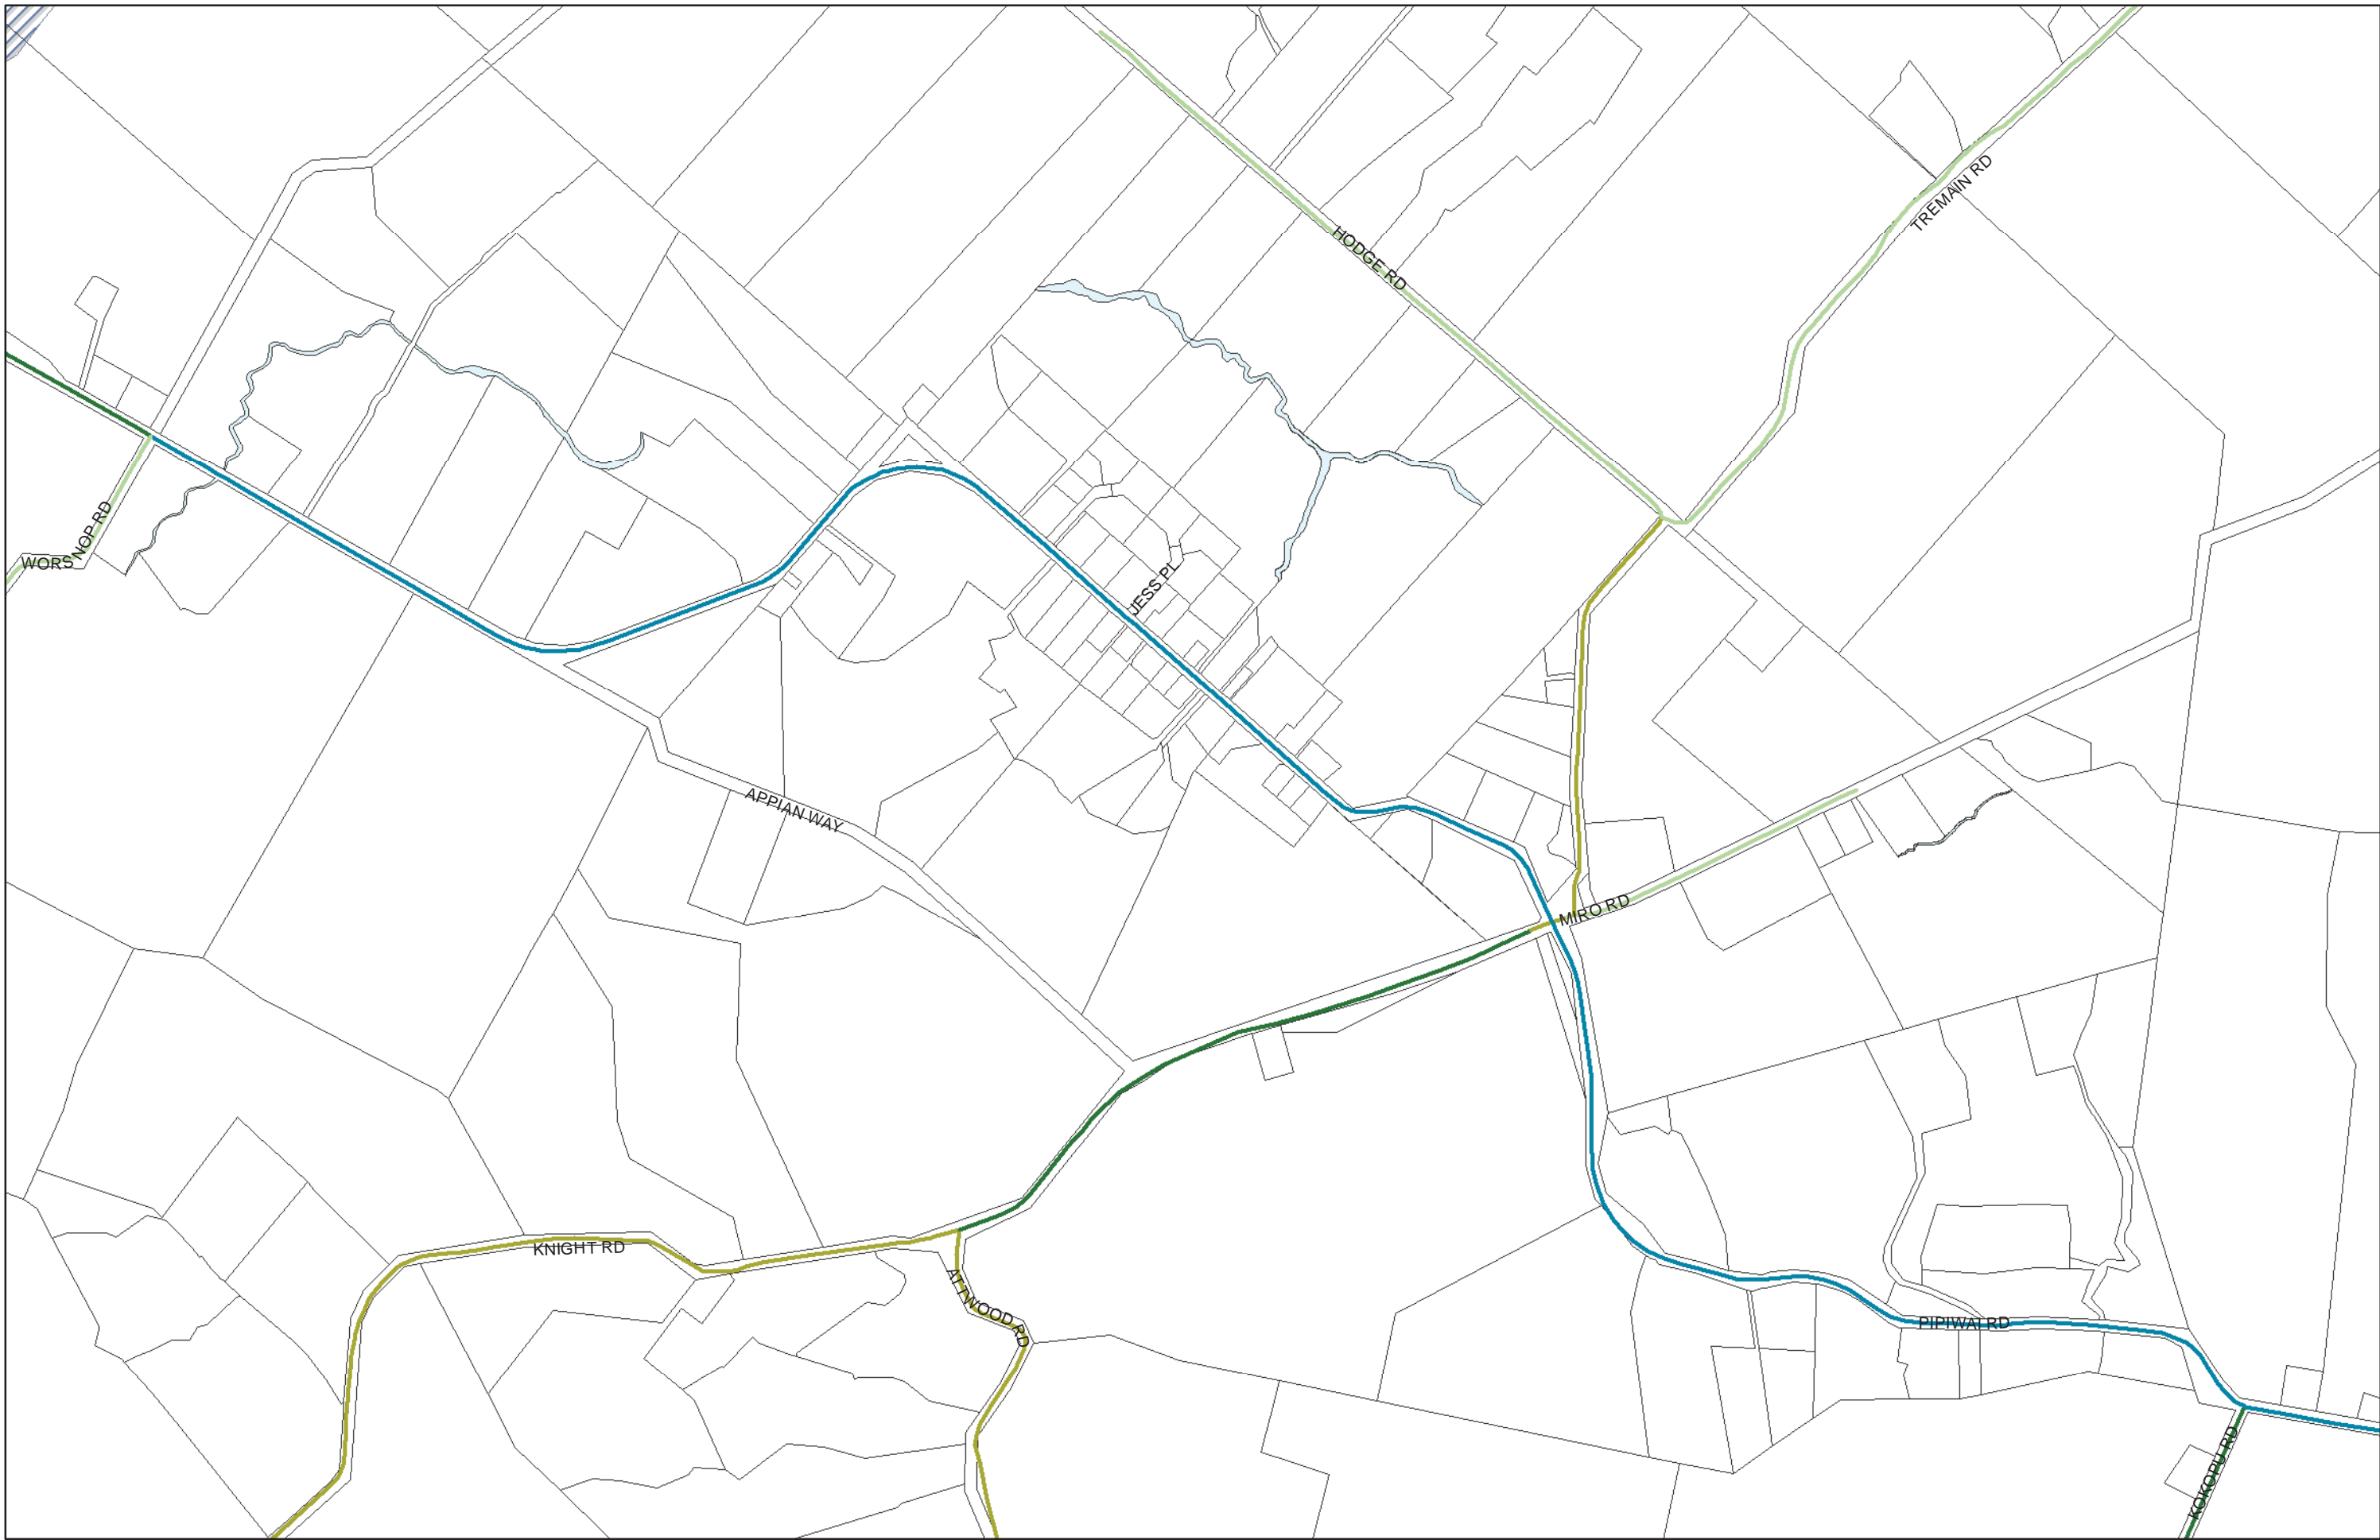 TREMAIN RD
HODGE RD
WORSNOP RD
JESS PL
APPIAN WAY
MIRO RD
KNIGHT RD
ATTWOOD RD
PIPIWAI RD
KOKOPU RD